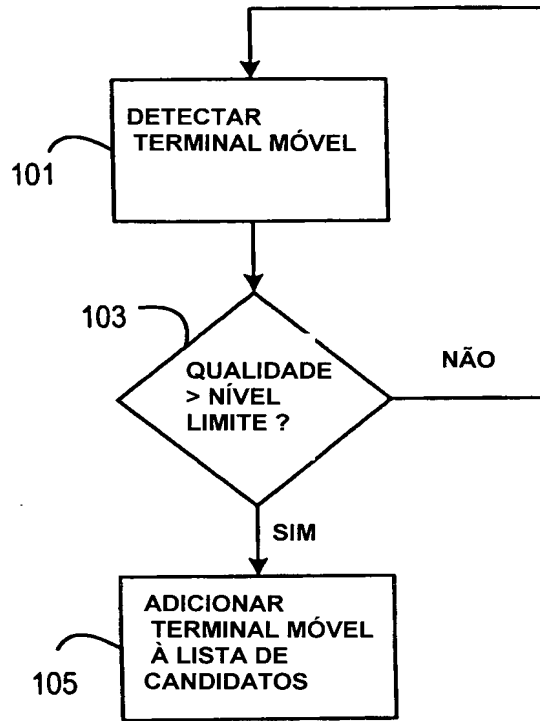 DETECTAR
TERMINAL MÓVEL
101
103
QUALIDADE
> NÍVEL
LIMITE ?
NÃO
SIM
ADICIONAR
TERMINAL MÓVEL
À LISTA DE
CANDIDATOS
105